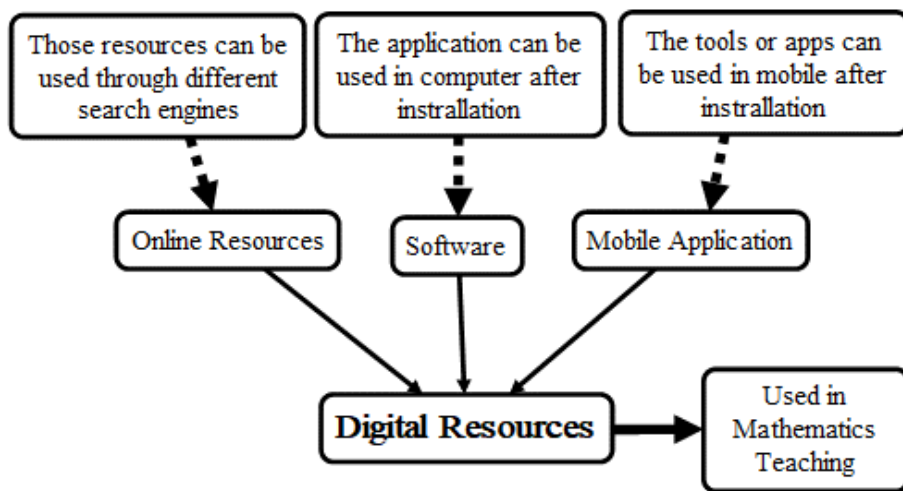 Those resources can be
used through different
search engines
The application can be
used in computer after
instrallation
The tools or apps can
be used in mobile after
instrallation
Online Resources
Software
Mobile Application
Digital Resources
Used in
Mathematics
Teaching